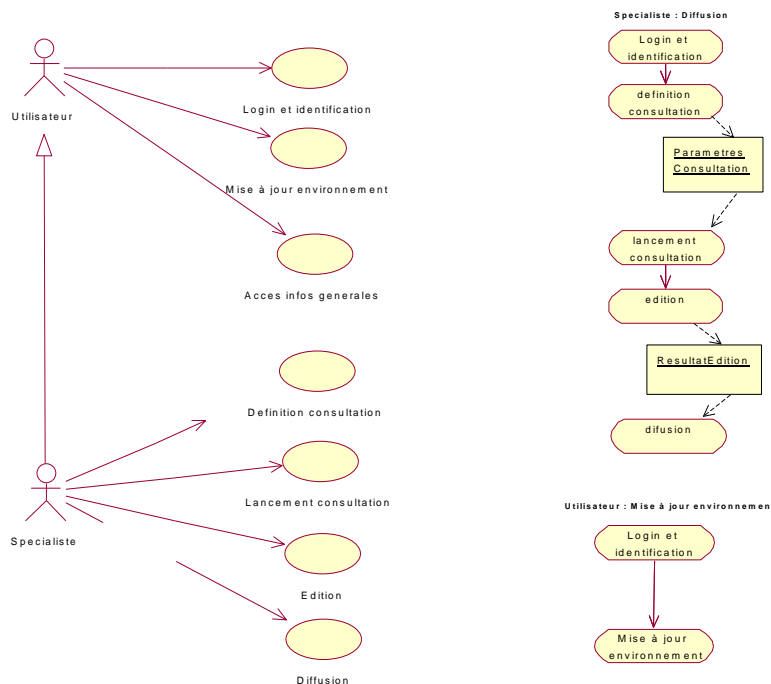 Utilisateur
Login et identification
Mise à jour environnement
Acces infos generales
Definition consultation
Lancement consultation
Specialiste
Edition
Diffusion
Specialiste : Diffusion
Login et
identification
definition
consultation
Parametres
Consultation
lancement
consultation
edition
ResultatEdition
difusion
Utilisateur : Mise à jour environnemen
Login et
identification
Mise à jour
environnement